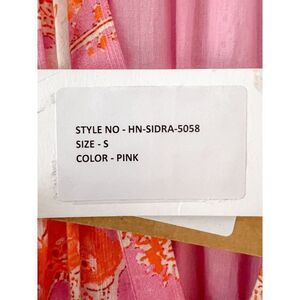 STYLE NO - HN-SIDRA-5058
SIZE - S
COLOR - PINK